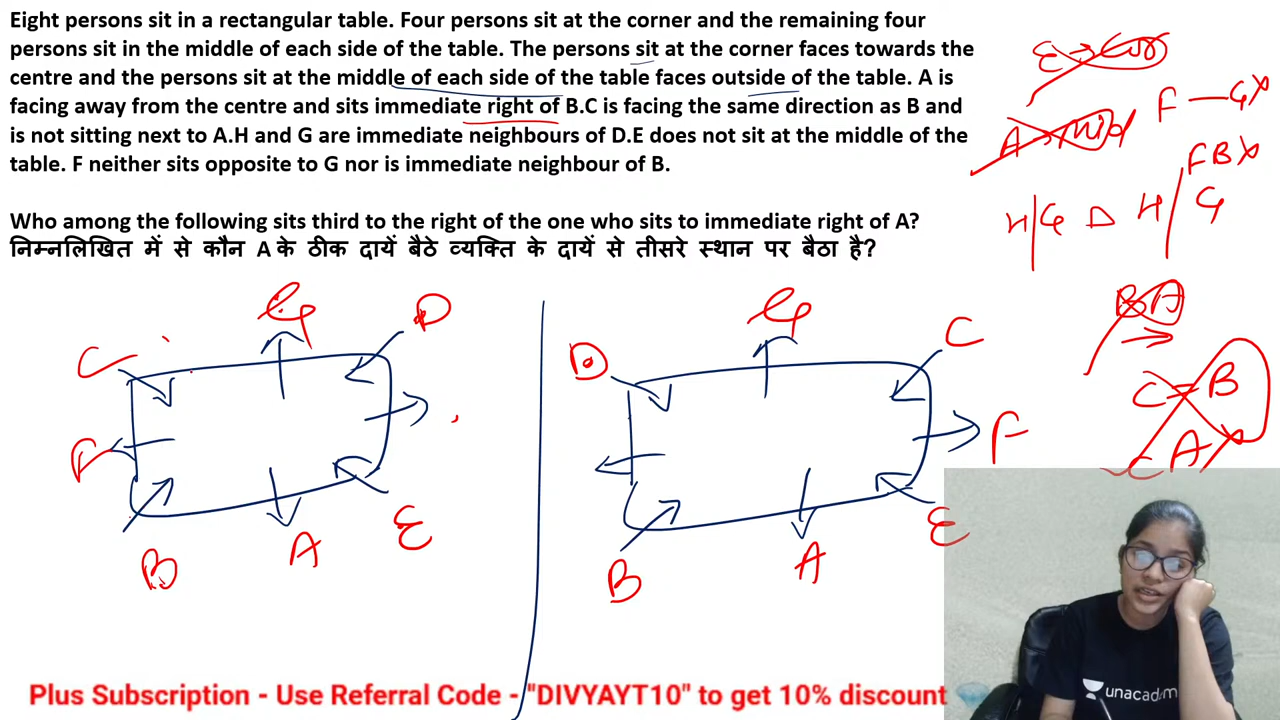 Eight persons sit in a rectangular table. Four persons sit at the corner and the remaining four
persons sit in the middle of each side of the table. The persons sit at the corner faces towards the
centre and the persons sit at the middle of each side of the table faces outside of the table. A is
facing away from the centre and sits immediate right of B.C is facing the same direction as B and
is not sitting next to A.H and G are immediate neighbours of D.E does not sit at the middle of the
table. F neither sits opposite to G nor is immediate neighbour of B.
Who among the following sits third to the right of the one who sits to immediate right of A?
निम्नलिखित में से कौन A के ठीक दायें बैठे व्यक्ति के दायें से तीसरे स्थान पर बैठा है?
F — G x
F B x
H/G D H/G
B A
C = B
C A
G D
C
F
B A E
G C
D
F
B A E
unacademy
Plus Subscription - Use Referral Code - "DIVYAYT10" to get 10% discount